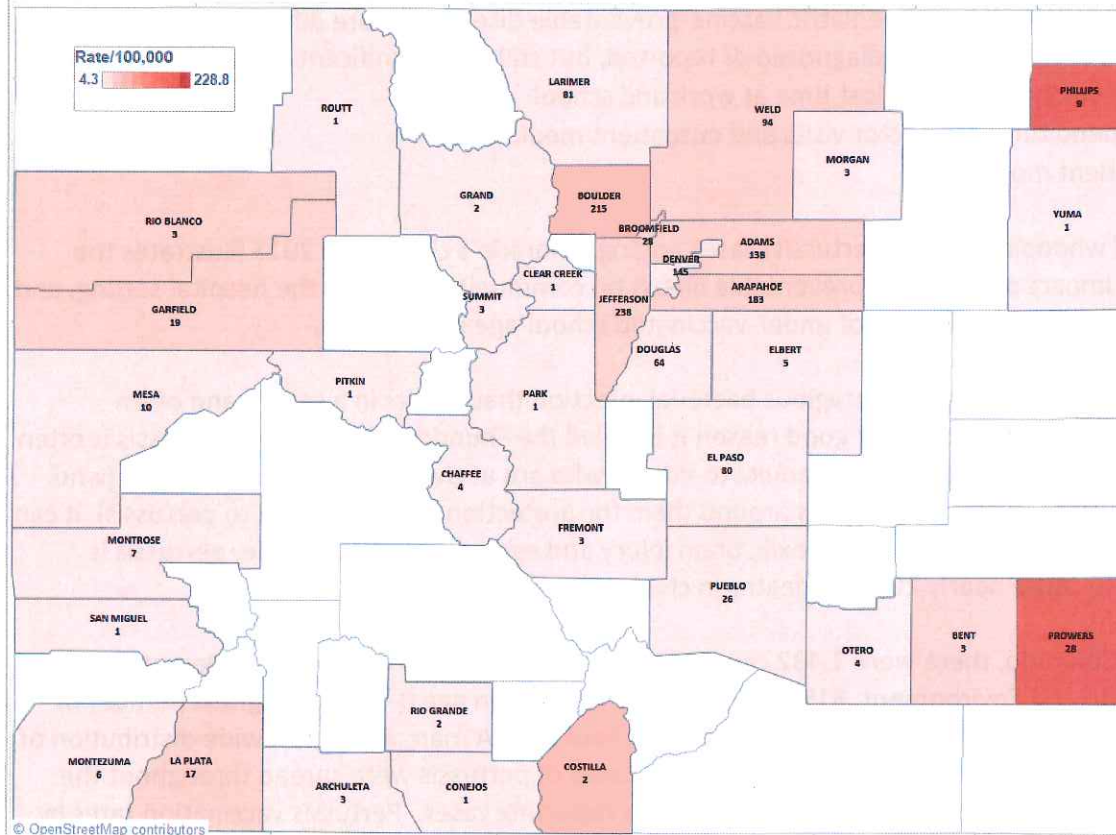 Rate/100,000
4.3 228.8
LARIMER
81
ROUTT
1
WELD
94
PHILLIPS
9
MORGAN
3
GRAND
2
BOULDER
215
YUMA
1
RIO BLANCO
3
BROOMFIELD
28
ADAMS
138
DENVER
145
CLEAR CREEK
1
SUMMIT
3
JEFFERSON
238
ARAPAHOE
183
GARFIELD
19
DOUGLAS
64
ELBERT
5
MESA
10
PITKIN
1
PARK
1
EL PASO
80
CHAFFEE
4
FREMONT
3
MONTROSE
7
PUEBLO
26
SAN MIGUEL
1
OTERO
4
BENT
3
PROWERS
28
RIO GRANDE
2
MONTEZUMA
6
LA PLATA
17
ARCHULETA
3
CONEJOS
1
COSTILLA
2
© OpenStreetMap contributors